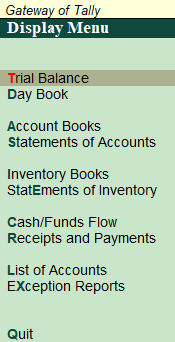 Gateway of Tally
Display Menu
Trial Balance
Day Book
Account Books
Statements of Accounts
Inventory Books
StatEments of Inventory
Cash/Funds Flow
Receipts and Payments
List of Accounts
EXception Reports
Quit